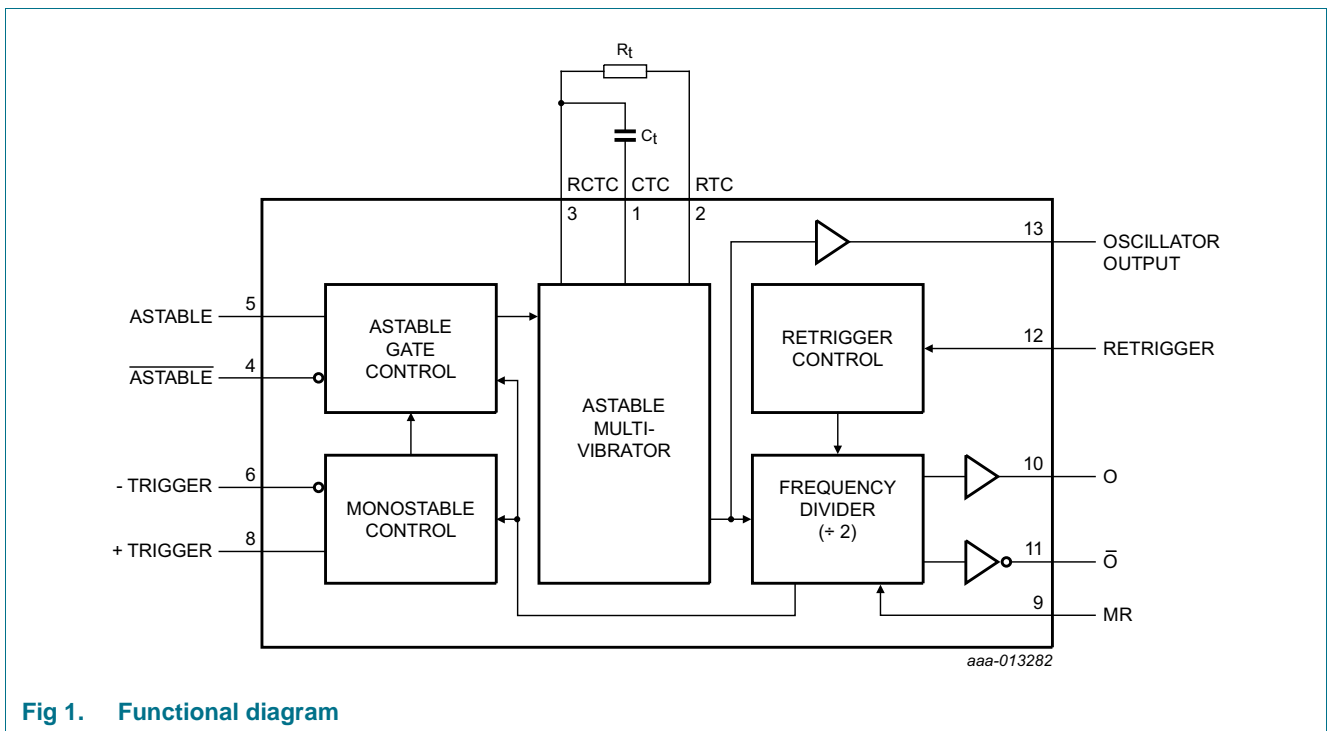 Rt
Ct
RCTC CTC RTC
3 1 2
13
OSCILLATOR
OUTPUT
5
ASTABLE
4
ASTABLE
ASTABLE
GATE
CONTROL
RETRIGGER
CONTROL
12
RETRIGGER
ASTABLE
MULTI-
VIBRATOR
6
- TRIGGER
8
+ TRIGGER
MONOSTABLE
CONTROL
FREQUENCY
DIVIDER
(÷ 2)
10
O
11
O̅
9
MR
aaa-013282
Fig 1. Functional diagram